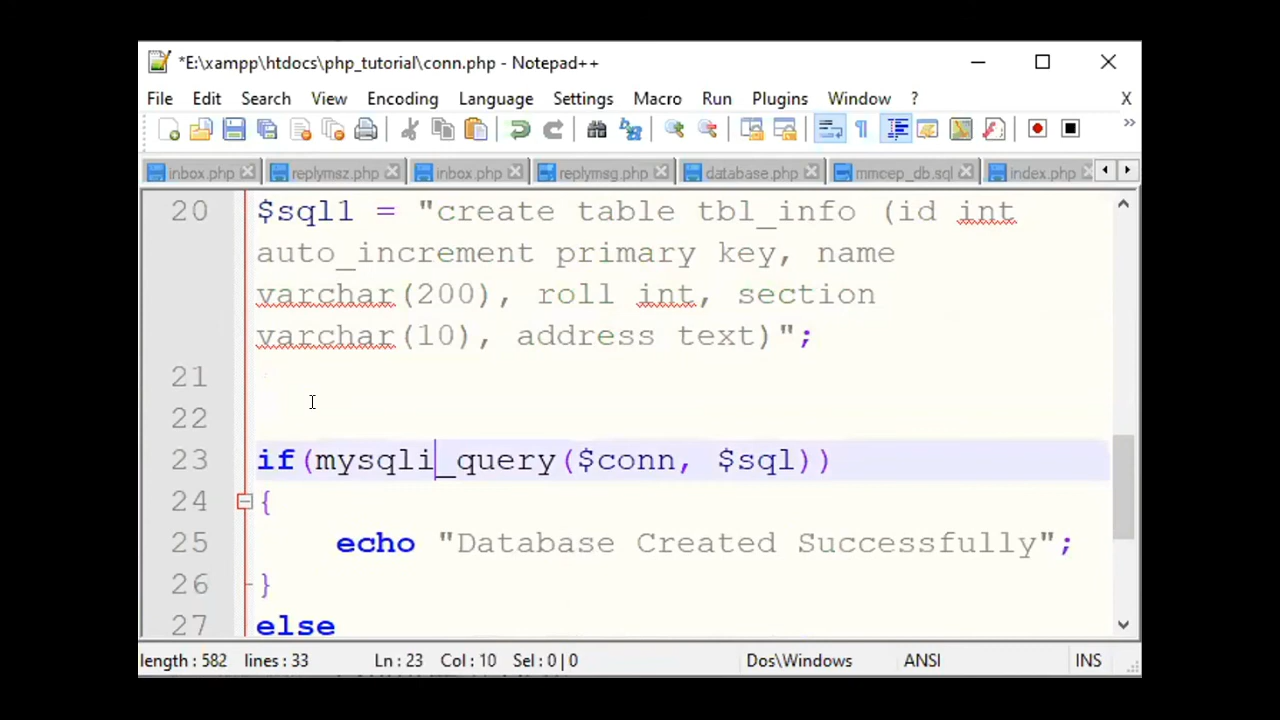 *E:\xampp\htdocs\php_tutorial\conn.php - Notepad++
File Edit Search View Encoding Language Settings Macro Run Plugins Window ? X
inbox.php replymsz.php inbox.php replymsg.php database.php mmcep_db.sql index.php
20 $sql1 = "create table tbl_info (id int
auto_increment primary key, name
varchar(200), roll int, section
varchar(10), address text)";
21
22
23 if(mysqli_query($conn, $sql))
24 {
25 echo "Database Created Successfully";
26 }
27 else
length : 582 lines : 33 Ln : 23 Col : 10 Sel : 0 | 0 Dos\Windows ANSI INS